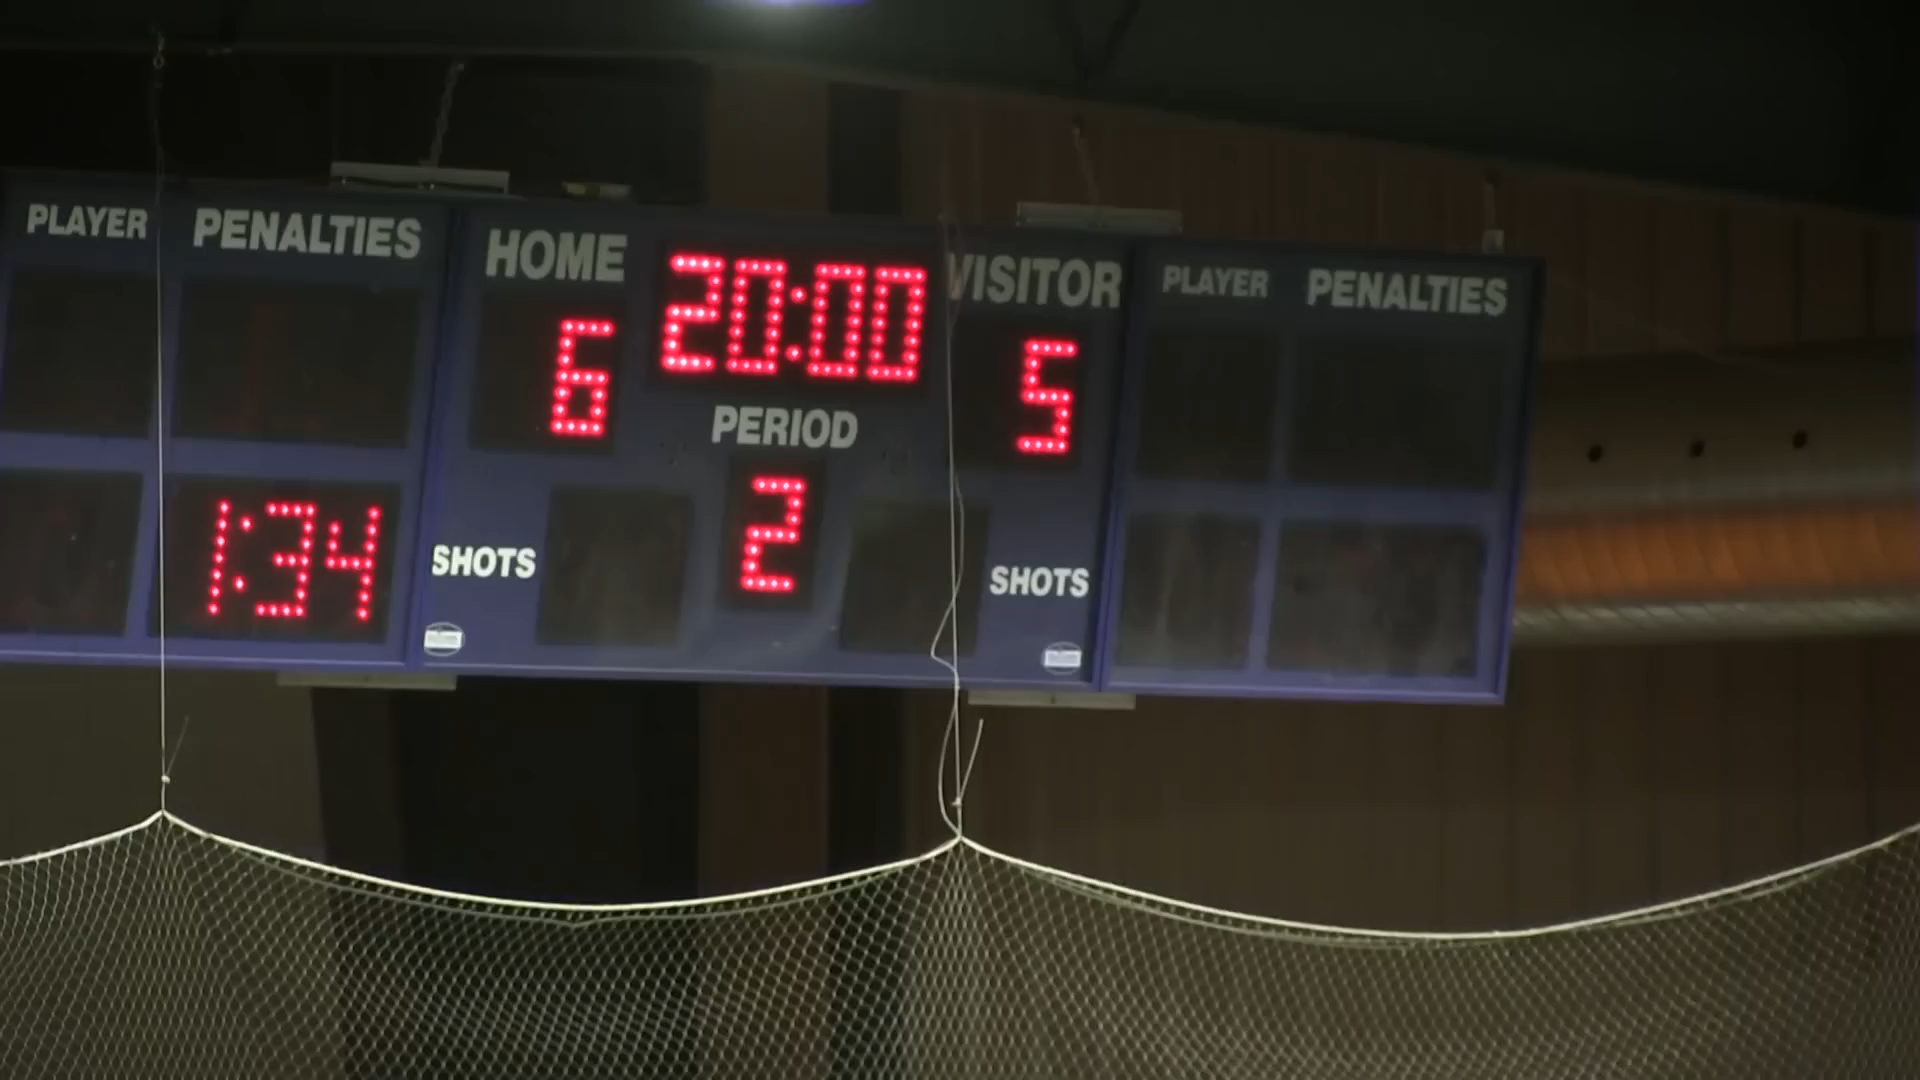 PLAYER PENALTIES HOME 20:00 VISITOR PLAYER PENALTIES
6 5
PERIOD
1:34 SHOTS 2 SHOTS